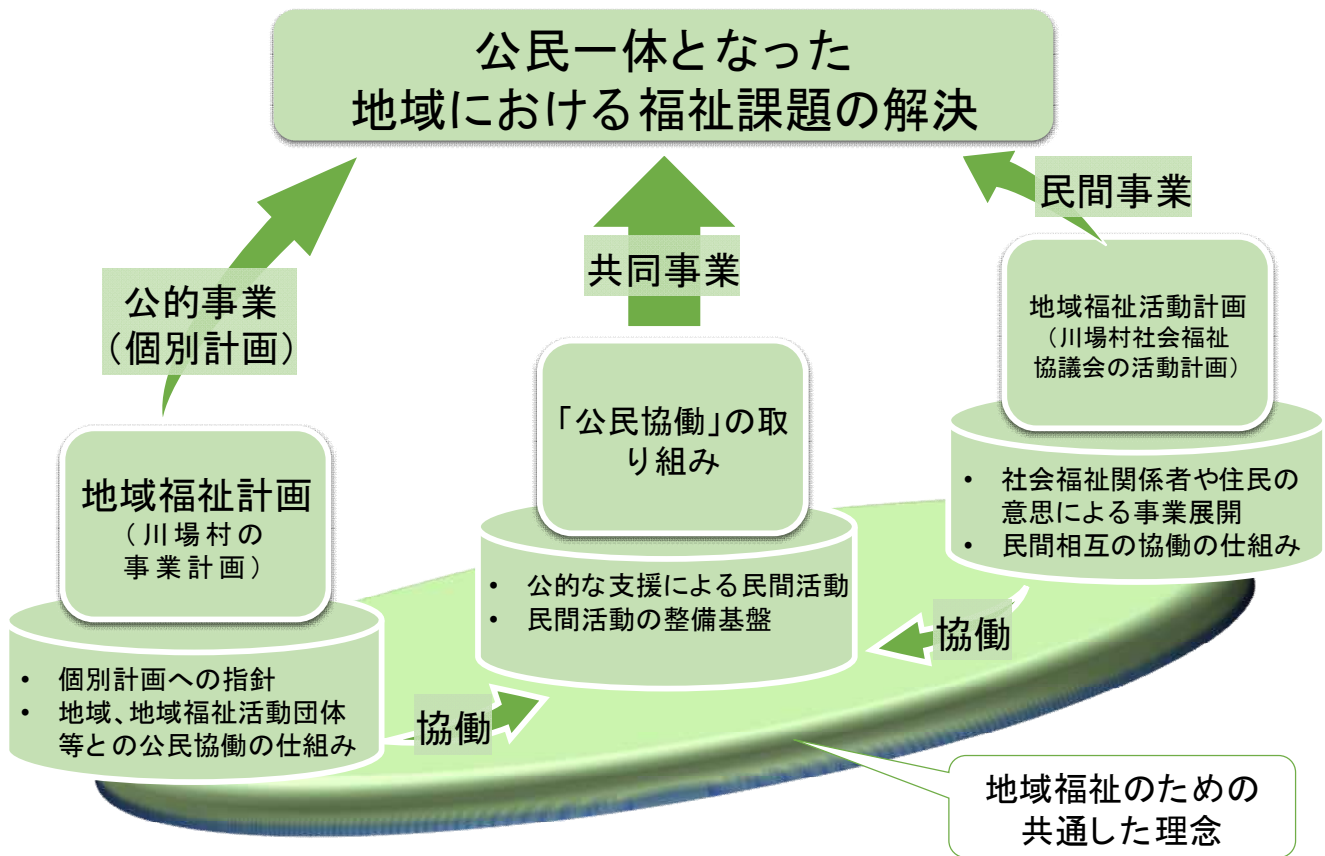 公民一体となった
地域における福祉課題の解決
公的事業
（個別計画）
共同事業
民間事業
地域福祉計画
（川場村の
事業計画）
「公民協働」の取
り組み
地域福祉活動計画
（川場村社会福祉
協議会の活動計画）
• 個別計画への指針
• 地域、地域福祉活動団体
等との公民協働の仕組み
• 公的な支援による民間活動
• 民間活動の整備基盤
• 社会福祉関係者や住民の
意思による事業展開
• 民間相互の協働の仕組み
協働
協働
地域福祉のための
共通した理念